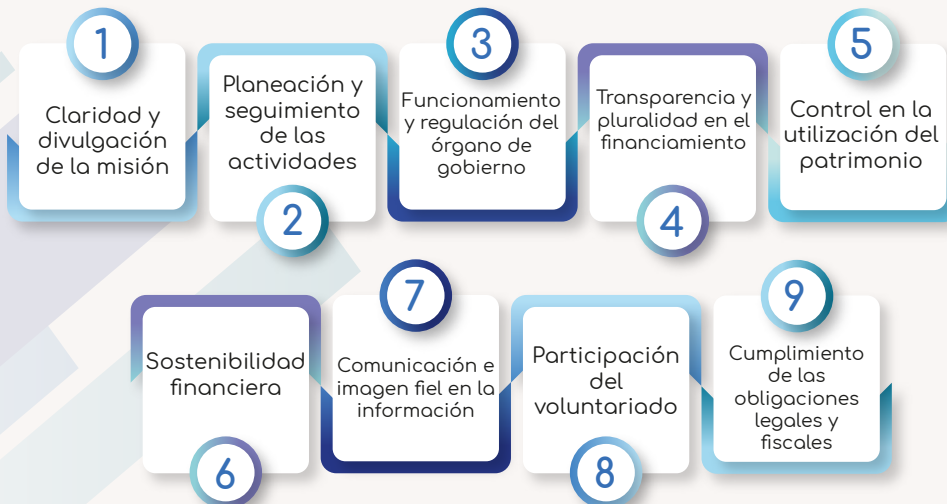 1
Claridad y
divulgación
de la misión
Planeación y
seguimiento
de las
actividades
2
3
Funcionamiento
y regulación del
órgano de
gobierno
Transparencia y
pluralidad en el
financiamiento
4
5
Control en la
utilización del
patrimonio
Sostenibilidad
financiera
6
7
Comunicación e
imagen fiel en la
información
Participación
del
voluntariado
8
9
Cumplimiento
de las
obligaciones
legales y
fiscales